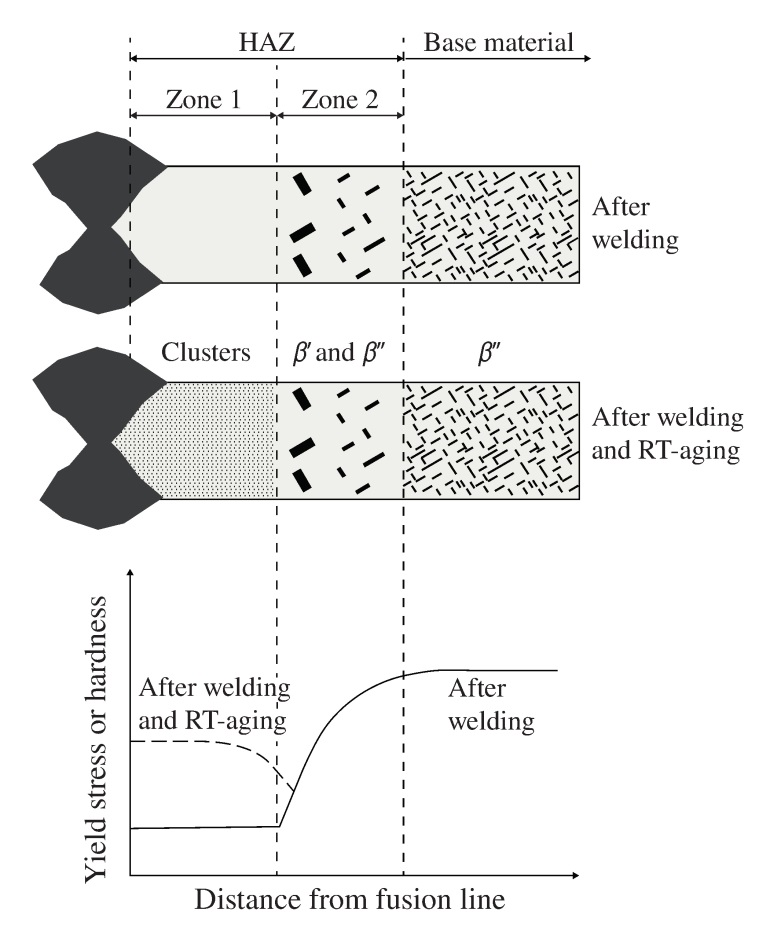 HAZ
Base material
Zone 1
Zone 2
After
welding
Clusters
β′ and β″
β″
After welding
and RT-aging
Yield stress or hardness
After welding
and RT-aging
After
welding
Distance from fusion line